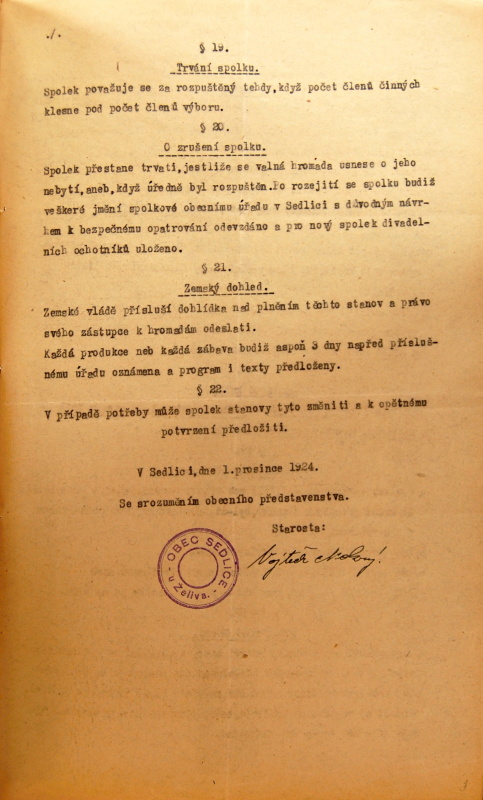 ./.
§ 19.
Trvání spolku.
Spolek považuje se za rozpuštěný tehdy,když počet členů činných
klesne pod počet členů výboru.
§ 20.
O zrušení spolku.
Spolek přestane trvati,jestliže se valná hromada usnese o jeho
nebytí,aneb,když úředně byl rozpuštěn.Po rozejití se spolku budiž
veškeré jmění spolkové obecnímu úřadu v Sedlici s důvodným návr-
hem k bezpečnému opatrování odevzdáno a pro nový spolek divadel-
ních ochotníků uloženo.
§ 21.
Zemský dohled.
Zemské vládě přísluší dohlídka nad plněním těchto stanov a právo
svého zástupce k hromadám odeslati.
Každá produkce neb každá zábava budiž aspoň 3 dny napřed přísluš-
nému úřadu oznámena a program i texty předloženy.
§ 22.
V případě potřeby může spolek stanovy tyto změniti a k opětnému
potvrzení předložiti.
V Sedlici,dne 1.prosince 1924.
Se srozuměním obecního představenstva.
Starosta:
OBEC SEDLICE
u Želiva.
Vojtěch